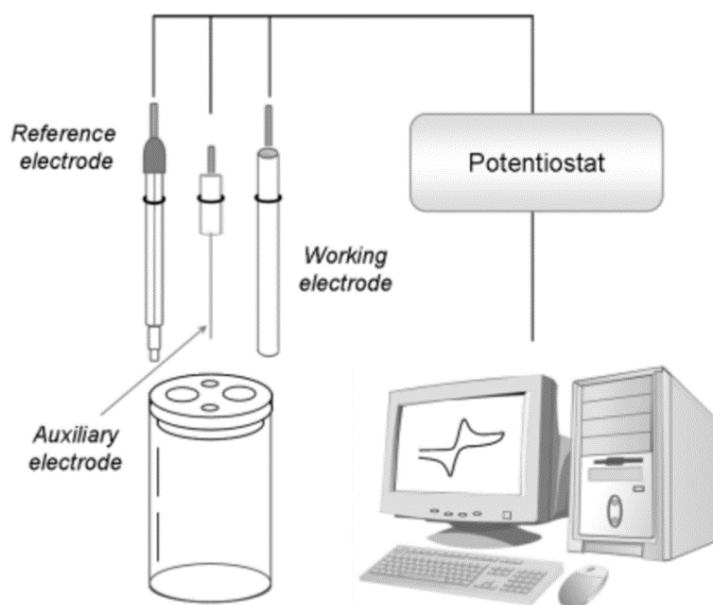 Reference
electrode
Potentiostat
Working
electrode
Auxiliary
electrode